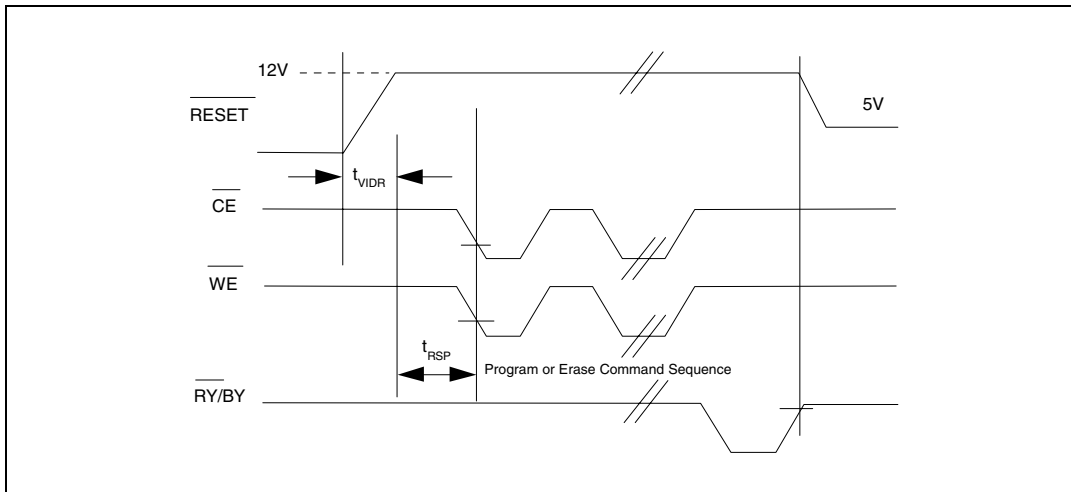 12V
RESET
5V
tVIDR
CE
WE
tRSP
Program or Erase Command Sequence
RY/BY